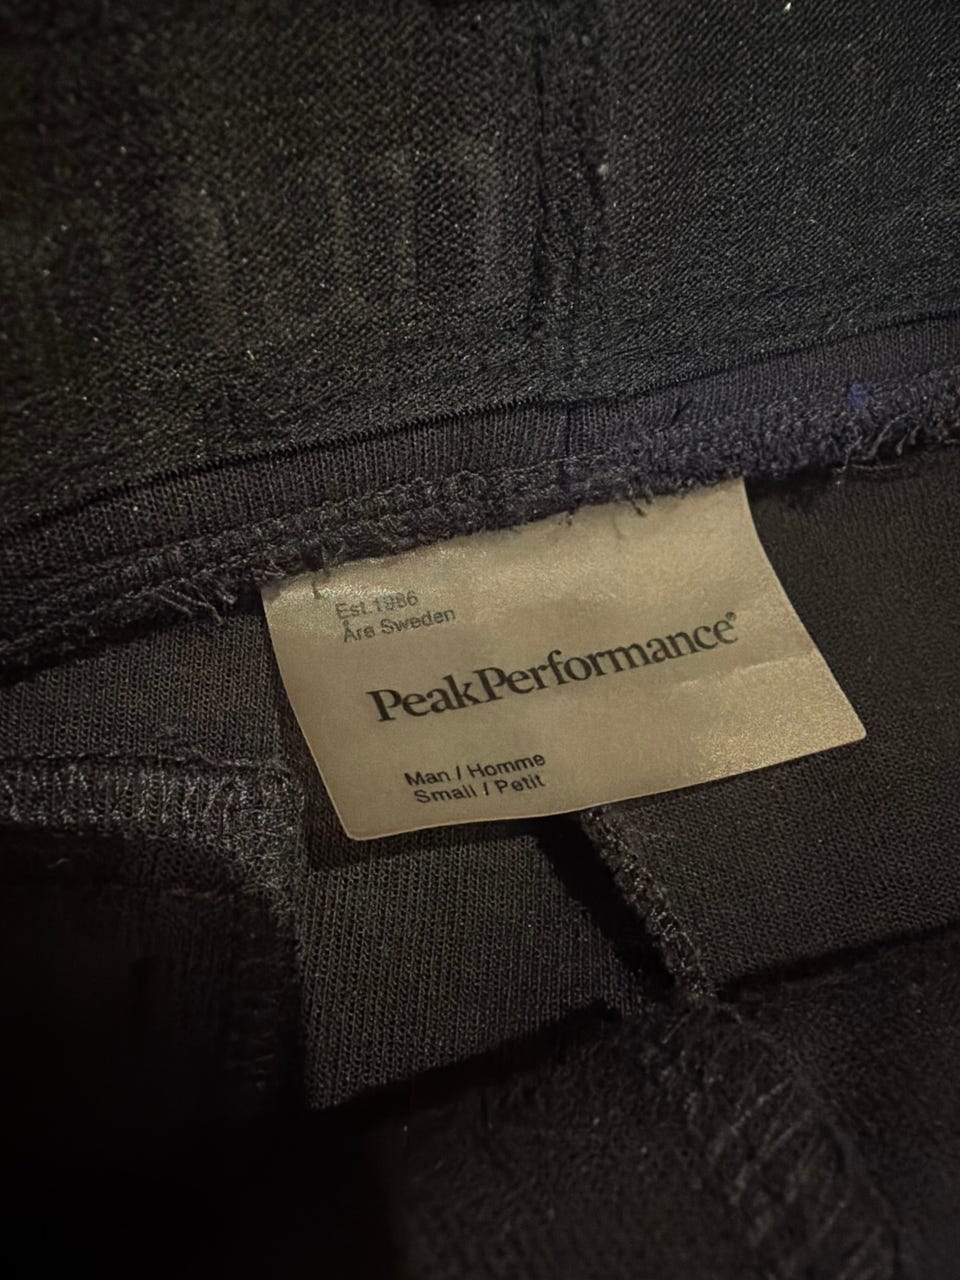 Est.1986
Åre Sweden
PeakPerformance®
Man / Homme
Small / Petit